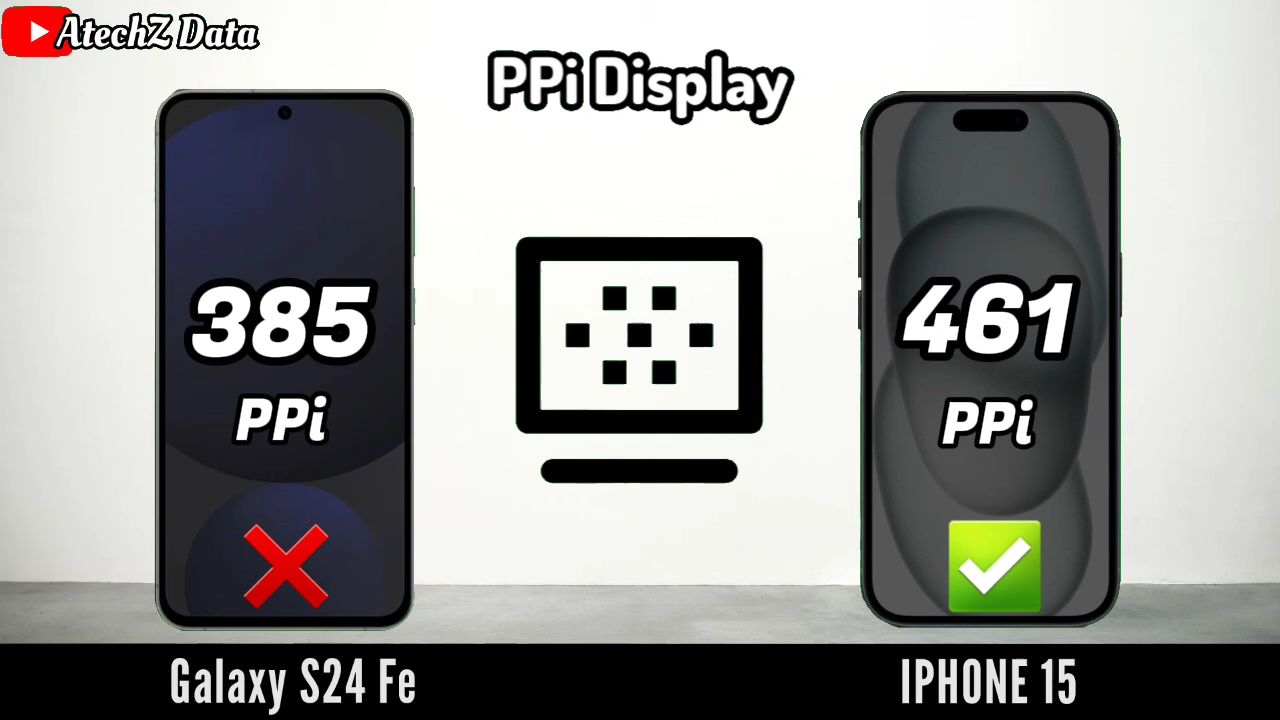 AtechZ Data
PPi Display
385
PPi
461
PPi
Galaxy S24 Fe
IPHONE 15